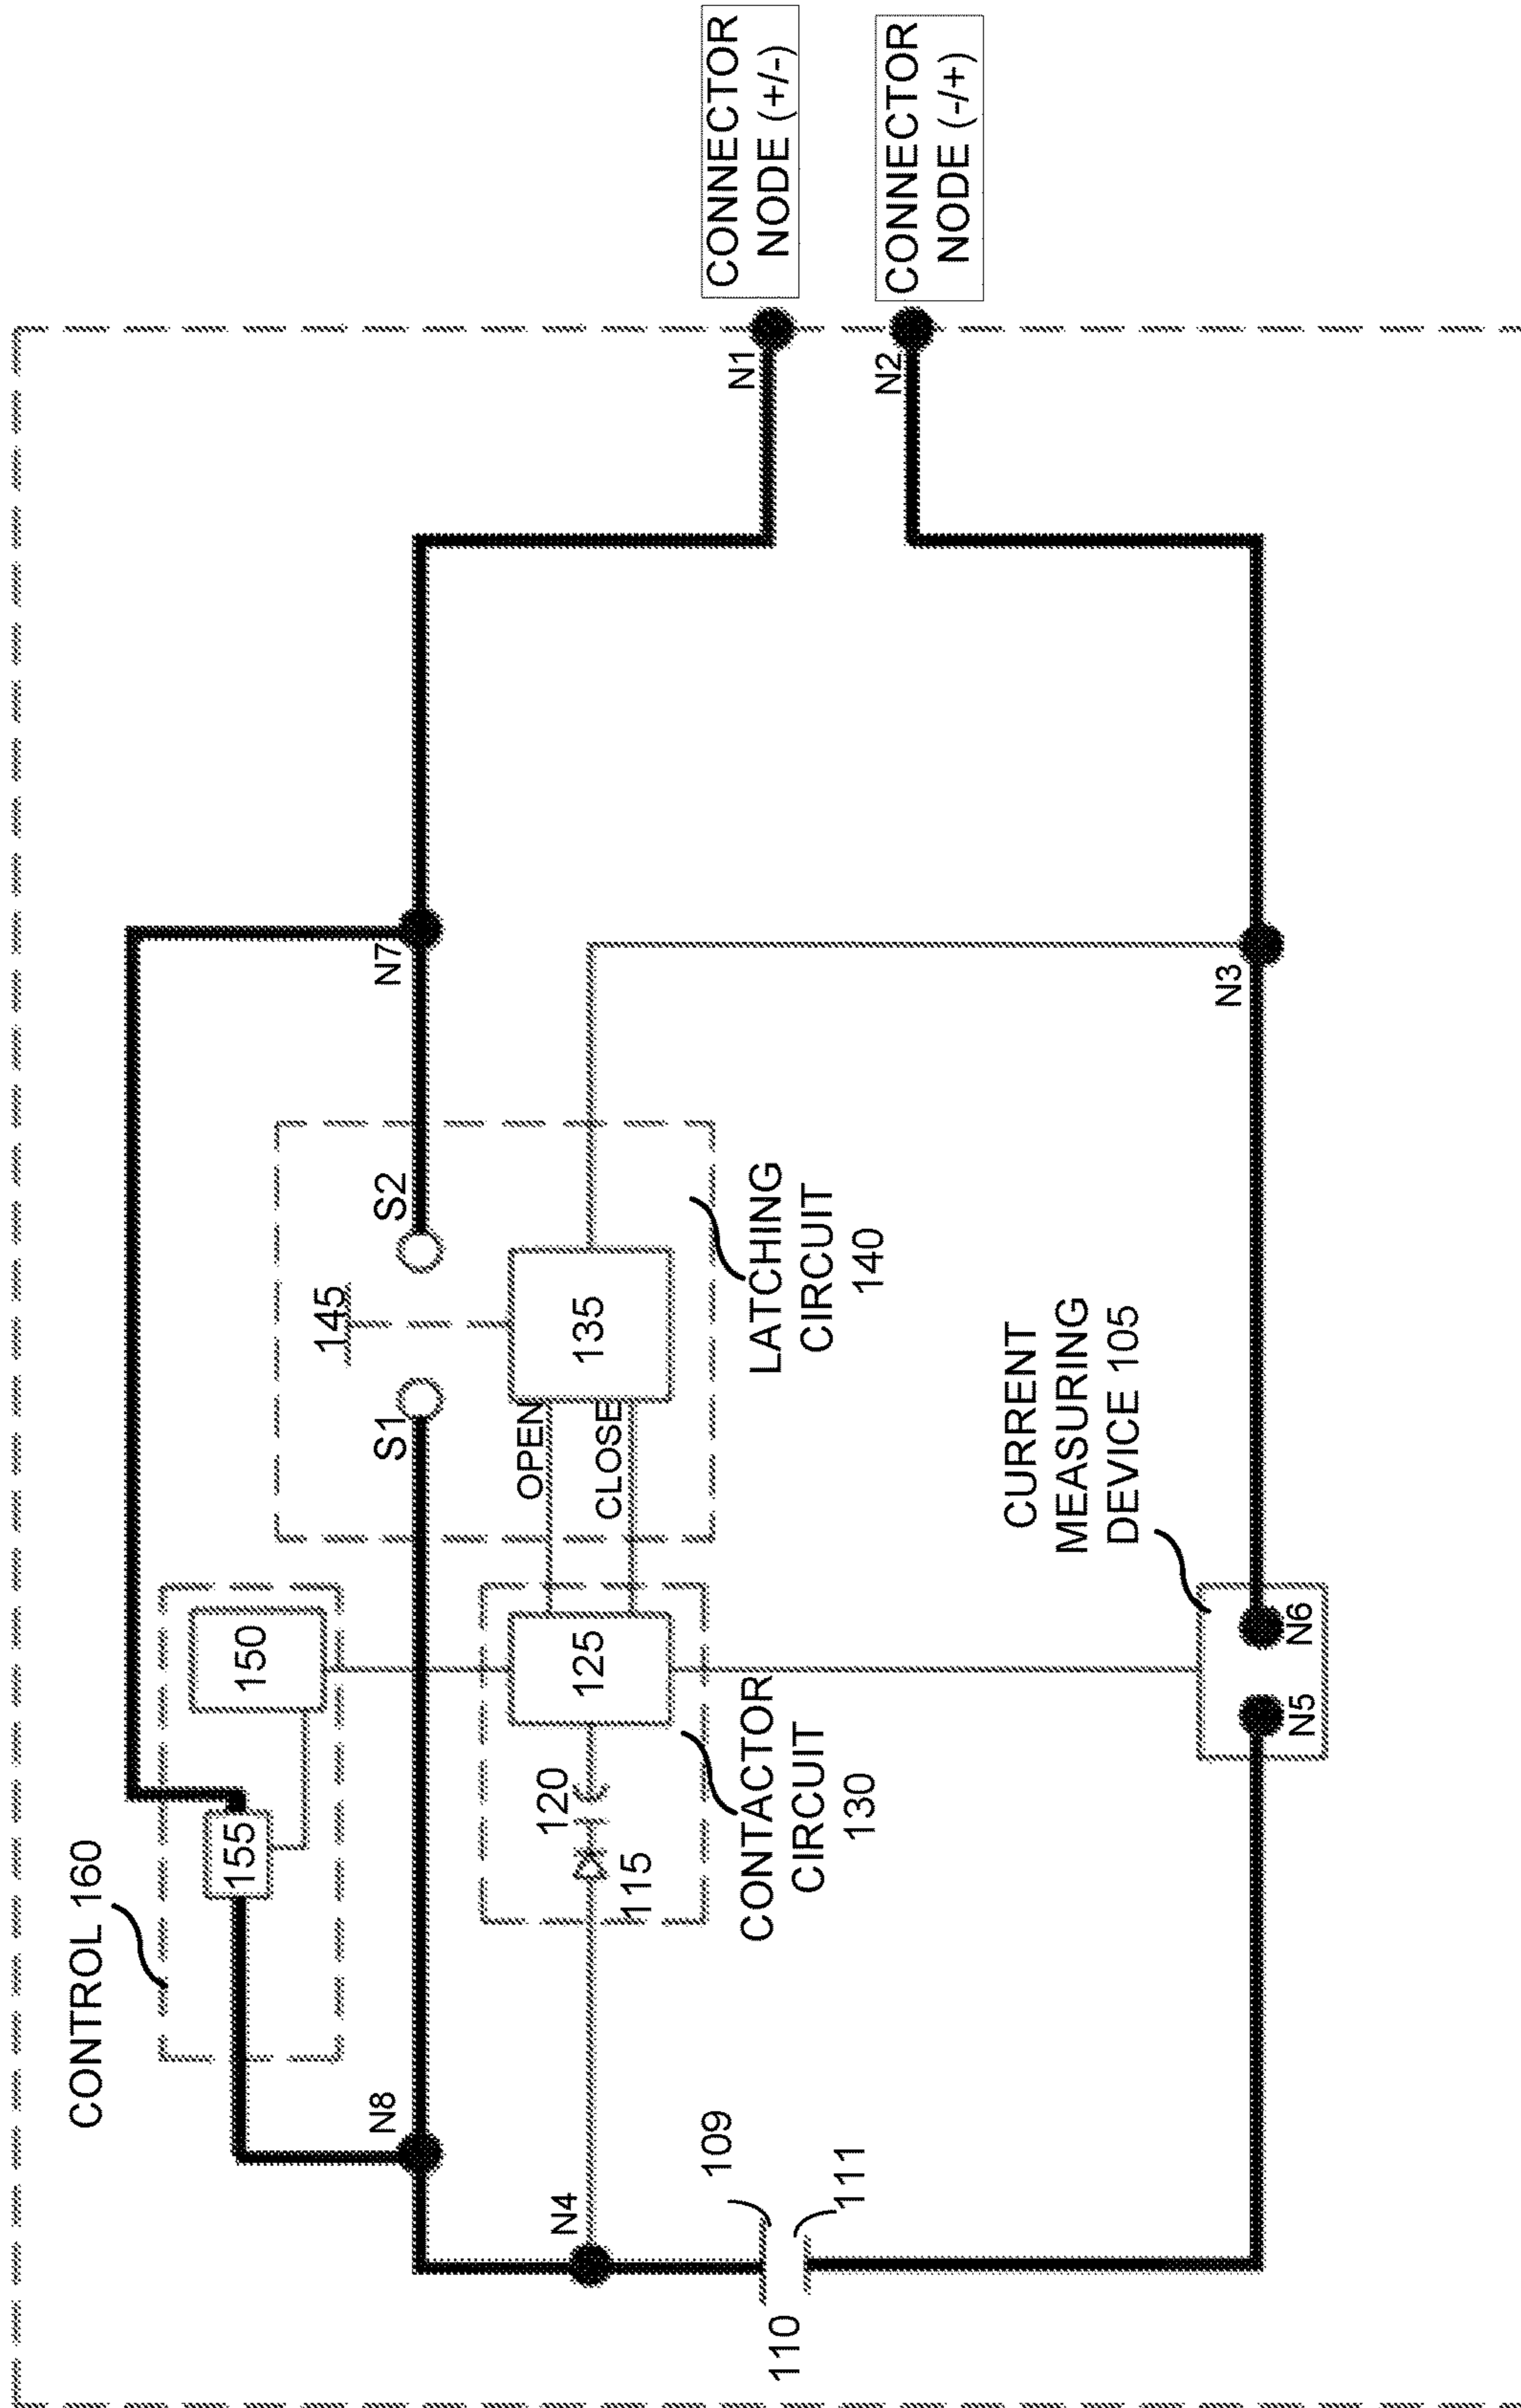 CONTROL 160
155
150
N8
N7
S1
S2
145
OPEN
CLOSE
135
125
120
115
N4
CONTACTOR
CIRCUIT
130
LATCHING
CIRCUIT
140
109
110
111
CURRENT
MEASURING
DEVICE 105
N5
N6
N3
N1
N2
CONNECTOR
NODE (+/-)
CONNECTOR
NODE (-/+)